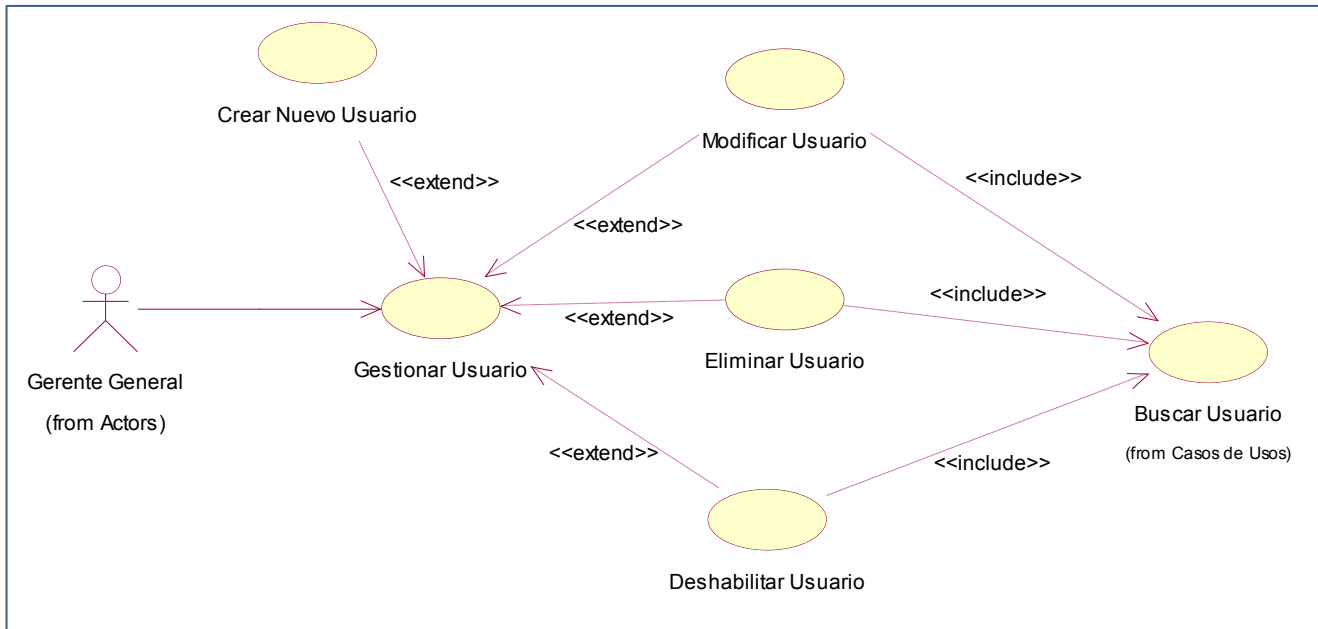 Crear Nuevo Usuario
Modificar Usuario
<<extend>>
<<include>>
<<extend>>
<<include>>
<<extend>>
Gestionar Usuario
Eliminar Usuario
Gerente General
(from Actors)
Buscar Usuario
(from Casos de Usos)
<<extend>>
<<include>>
Deshabilitar Usuario